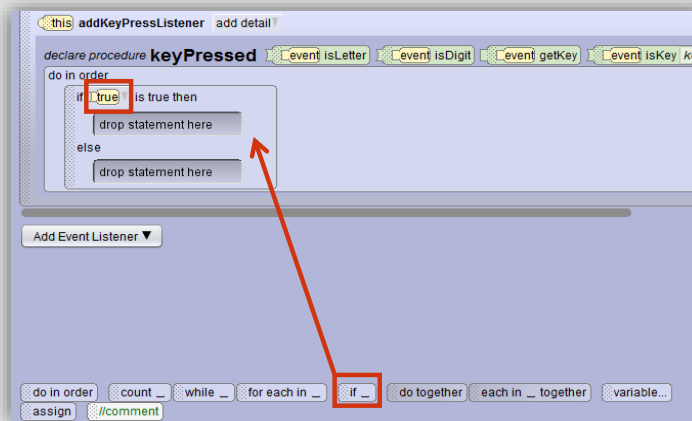 this addKeyPressListener add detail
declare procedure keyPressed event isLetter event isDigit event getKey event isKey
do in order
if true is true then
drop statement here
else
drop statement here
Add Event Listener
do in order count _ while _ for each in _ if _ do together each in _ together variable...
assign //comment